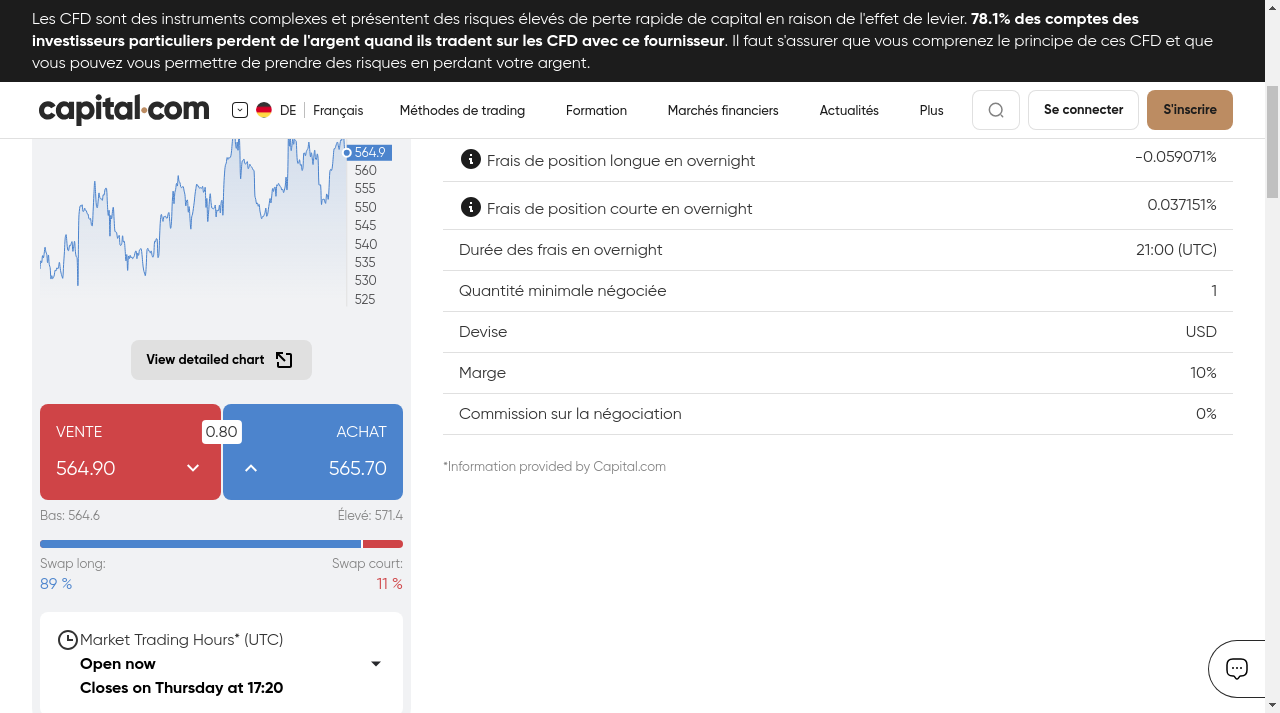 Les CFD sont des instruments complexes et présentent des risques élevés de perte rapide de capital en raison de l'effet de levier. 78.1% des comptes des
investisseurs particuliers perdent de l'argent quand ils tradent sur les CFD avec ce fournisseur. Il faut s'assurer que vous comprenez le principe de ces CFD et que
vous pouvez vous permettre de prendre des risques en perdant votre argent.
capital.com DE Français Méthodes de trading Formation Marchés financiers Actualités Plus Se connecter S'inscrire
564.9
560
555
550
545
540
535
530
525
View detailed chart
VENTE 0.80 ACHAT
564.90 565.70
Bas: 564.6 Élevé: 571.4
Swap long: Swap court:
89 % 11 %
Market Trading Hours* (UTC)
Open now
Closes on Thursday at 17:20
Frais de position longue en overnight -0.059071%
Frais de position courte en overnight 0.037151%
Durée des frais en overnight 21:00 (UTC)
Quantité minimale négociée 1
Devise USD
Marge 10%
Commission sur la négociation 0%
*Information provided by Capital.com